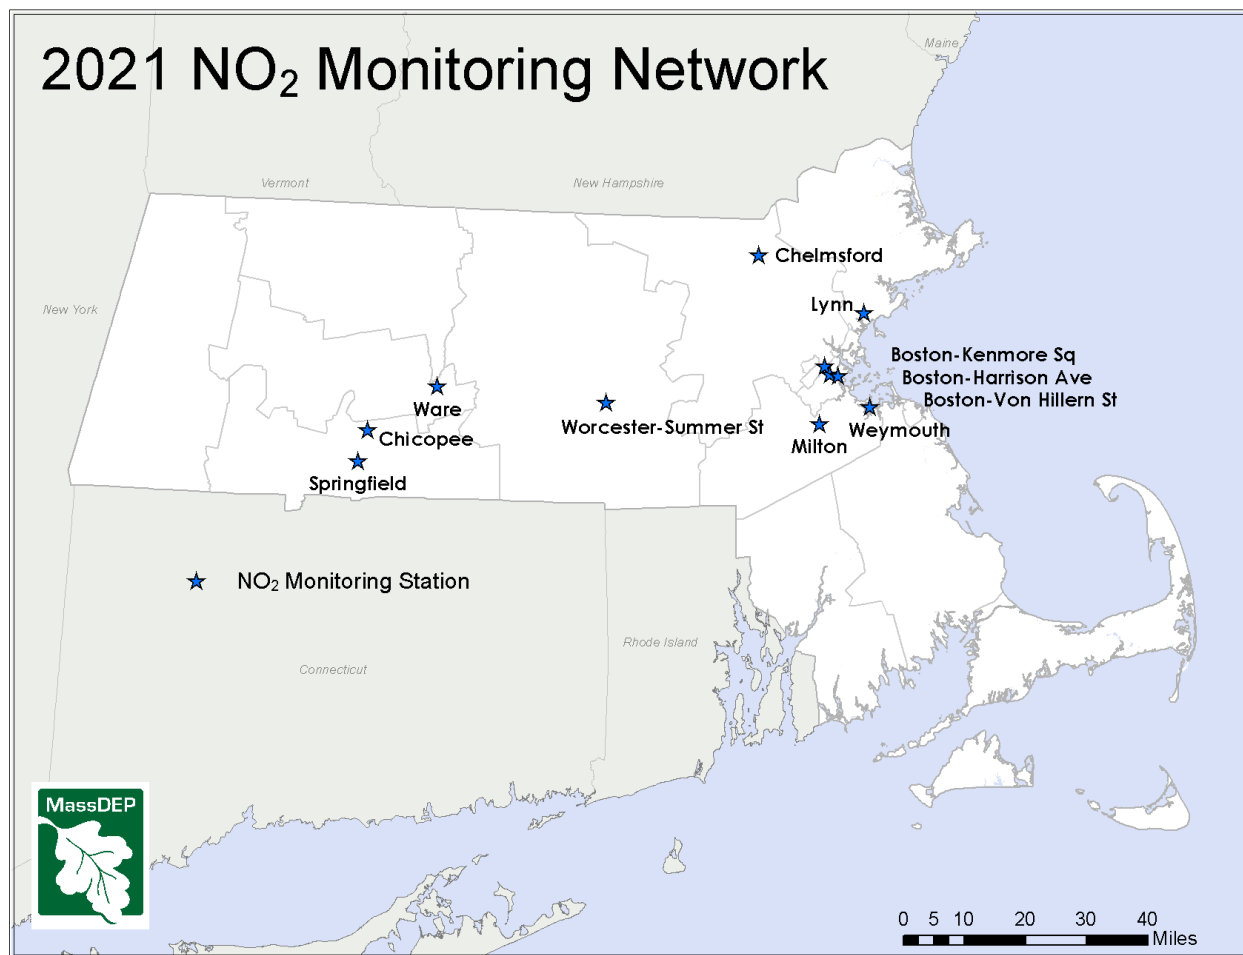 2021 NO₂ Monitoring Network
Maine
Vermont
New Hampshire
New York
Chelmsford
Lynn
Boston-Kenmore Sq
Boston-Harrison Ave
Boston-Von Hillern St
Ware
Chicopee
Springfield
Worcester-Summer St
Milton
Weymouth
NO₂ Monitoring Station
Connecticut
Rhode Island
MassDEP
0 5 10 20 30 40
Miles